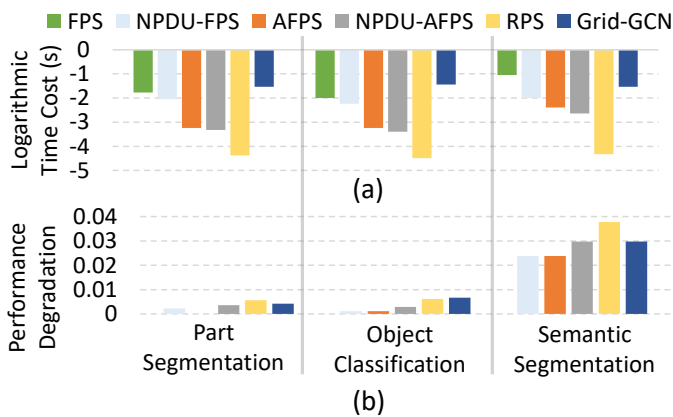 FPS NPDU-FPS AFPS NPDU-AFPS RPS Grid-GCN
Logarithmic
Time Cost (s)
0
-1
-2
-3
-4
-5
(a)
Performance
Degradation
0.04
0.03
0.02
0.01
0
Part
Segmentation
Object
Classification
Semantic
Segmentation
(b)